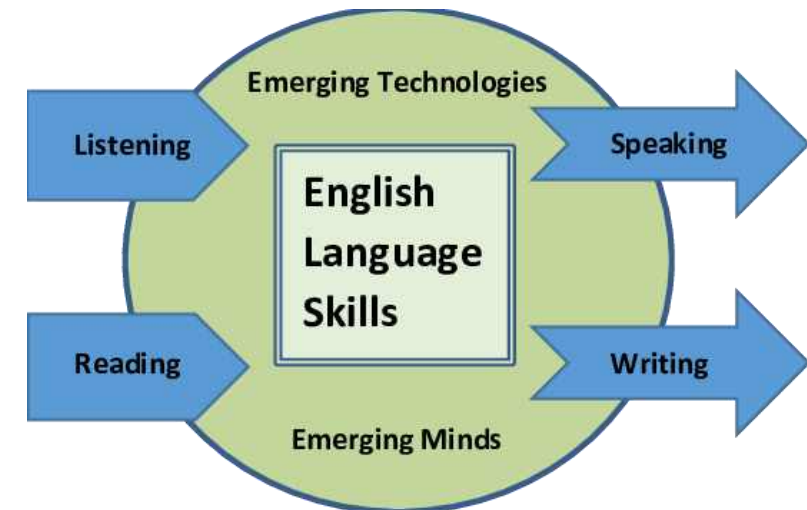 Emerging Technologies
Listening
Speaking
English
Language
Skills
Reading
Writing
Emerging Minds